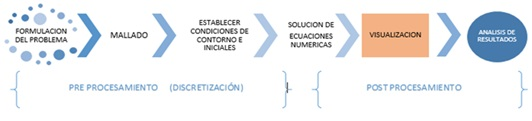 FORMULACION
DEL PROBLEMA
MALLADO
ESTABLECER
CONDICIONES DE
CONTORNO E
INICIALES
SOLUCION DE
ECUACIONES
NUMERICAS
VISUALIZACION
ANALISIS DE
RESULTADOS
PRE PROCESAMIENTO (DISCRETIZACIÓN)
POST PROCESAMIENTO